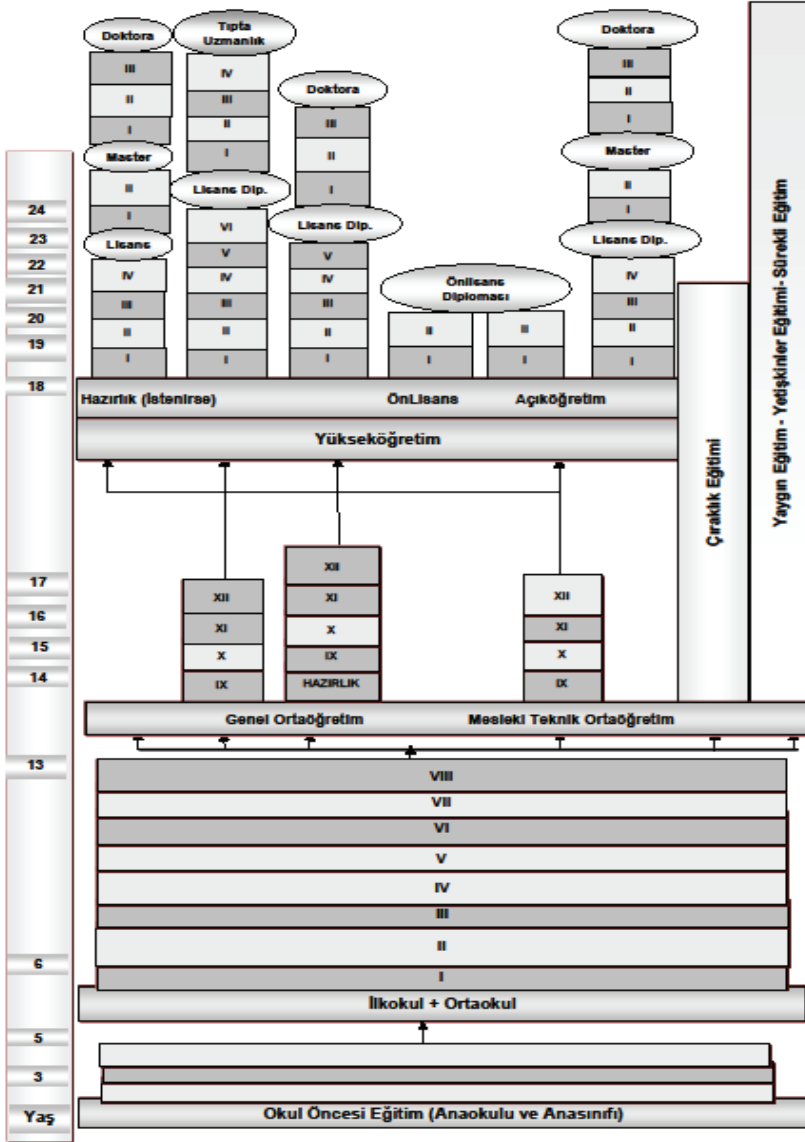 Doktora
III
II
I
Master
II
I
Lisans
IV
III
II
I
Tıpta
Uzmanlık
IV
III
II
I
Lisans Dip.
VI
V
IV
III
II
I
Doktora
III
II
I
Lisans Dip.
V
IV
III
II
I
Önlisans
Diploması
II
I
II
I
Doktora
III
II
I
Master
II
I
Lisans Dip.
IV
III
II
I
Hazırlık (İstenirse)
ÖnLisans
Açıköğretim
Yükseköğretim
XII
XI
X
IX
XII
XI
X
IX
HAZIRLIK
XII
XI
X
IX
Genel Ortaöğretim
Mesleki Teknik Ortaöğretim
VIII
VII
VI
V
IV
III
II
I
İlkokul + Ortaokul
Okul Öncesi Eğitim (Anaokulu ve Anasınıfı)
Çıraklık Eğitimi
Yaygın Eğitim - Yetişkinler Eğitimi- Sürekli Eğitim
24
23
22
21
20
19
18
17
16
15
14
13
6
5
3
Yaş